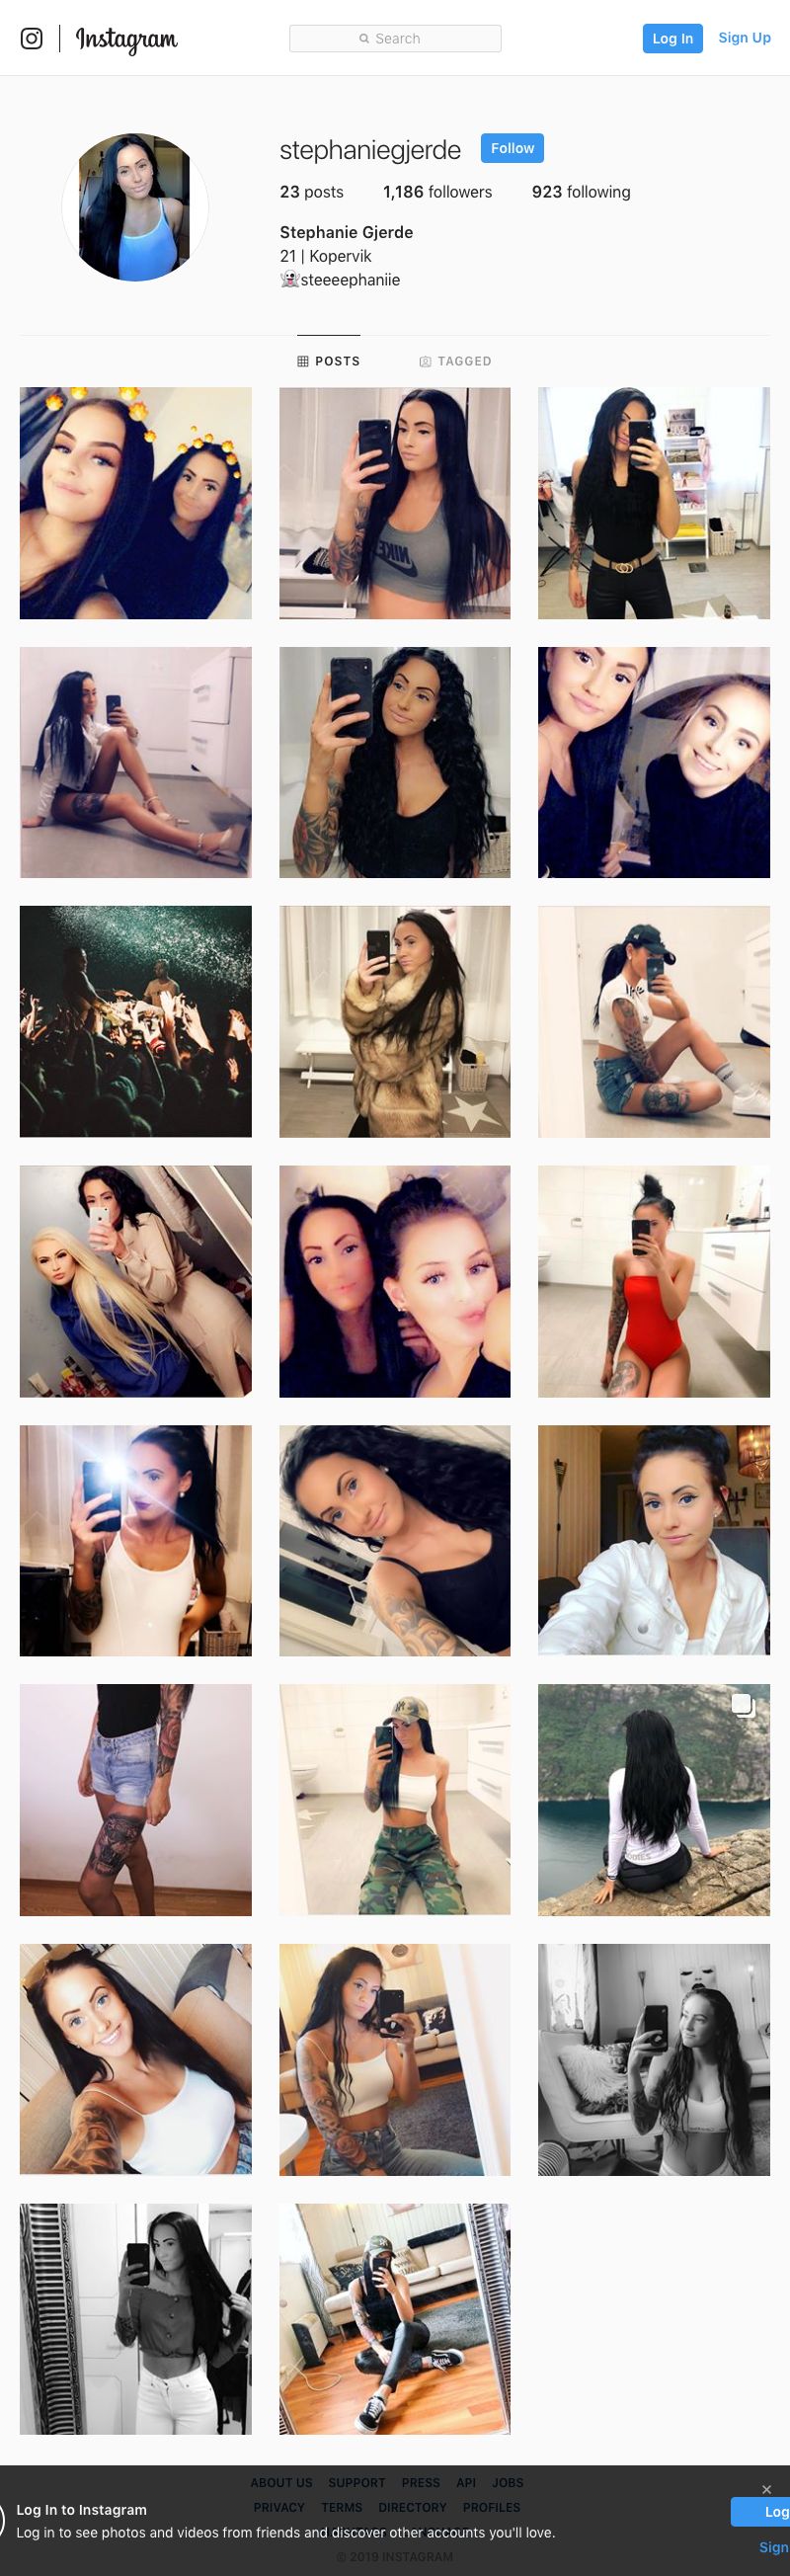 Instagram
Search
Log In
Sign Up
stephaniegjerde
Follow
23 posts 1,186 followers 923 following
Stephanie Gjerde
21 | Kopervik
👻steeeephaniie
POSTS
TAGGED
NIKE
ABOUT US SUPPORT PRESS API JOBS
PRIVACY TERMS DIRECTORY PROFILES
Log In to Instagram
Log in to see photos and videos from friends and discover other accounts you'll love.
Log
Sign
© 2019 INSTAGRAM